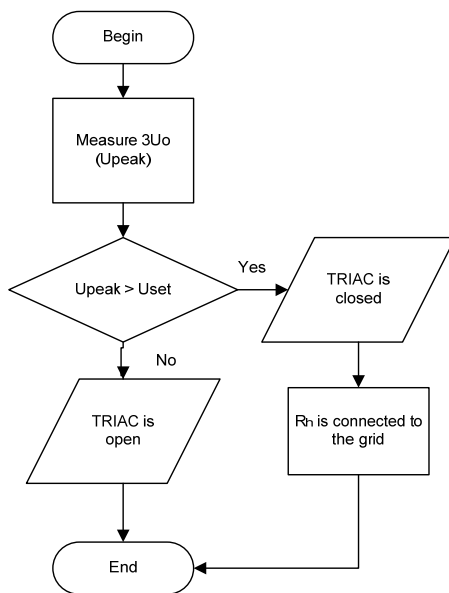 Begin
Measure 3Uo
(Upeak)
Upeak > Uset
Yes
TRIAC is
closed
No
TRIAC is
open
Rh is connected to
the grid
End